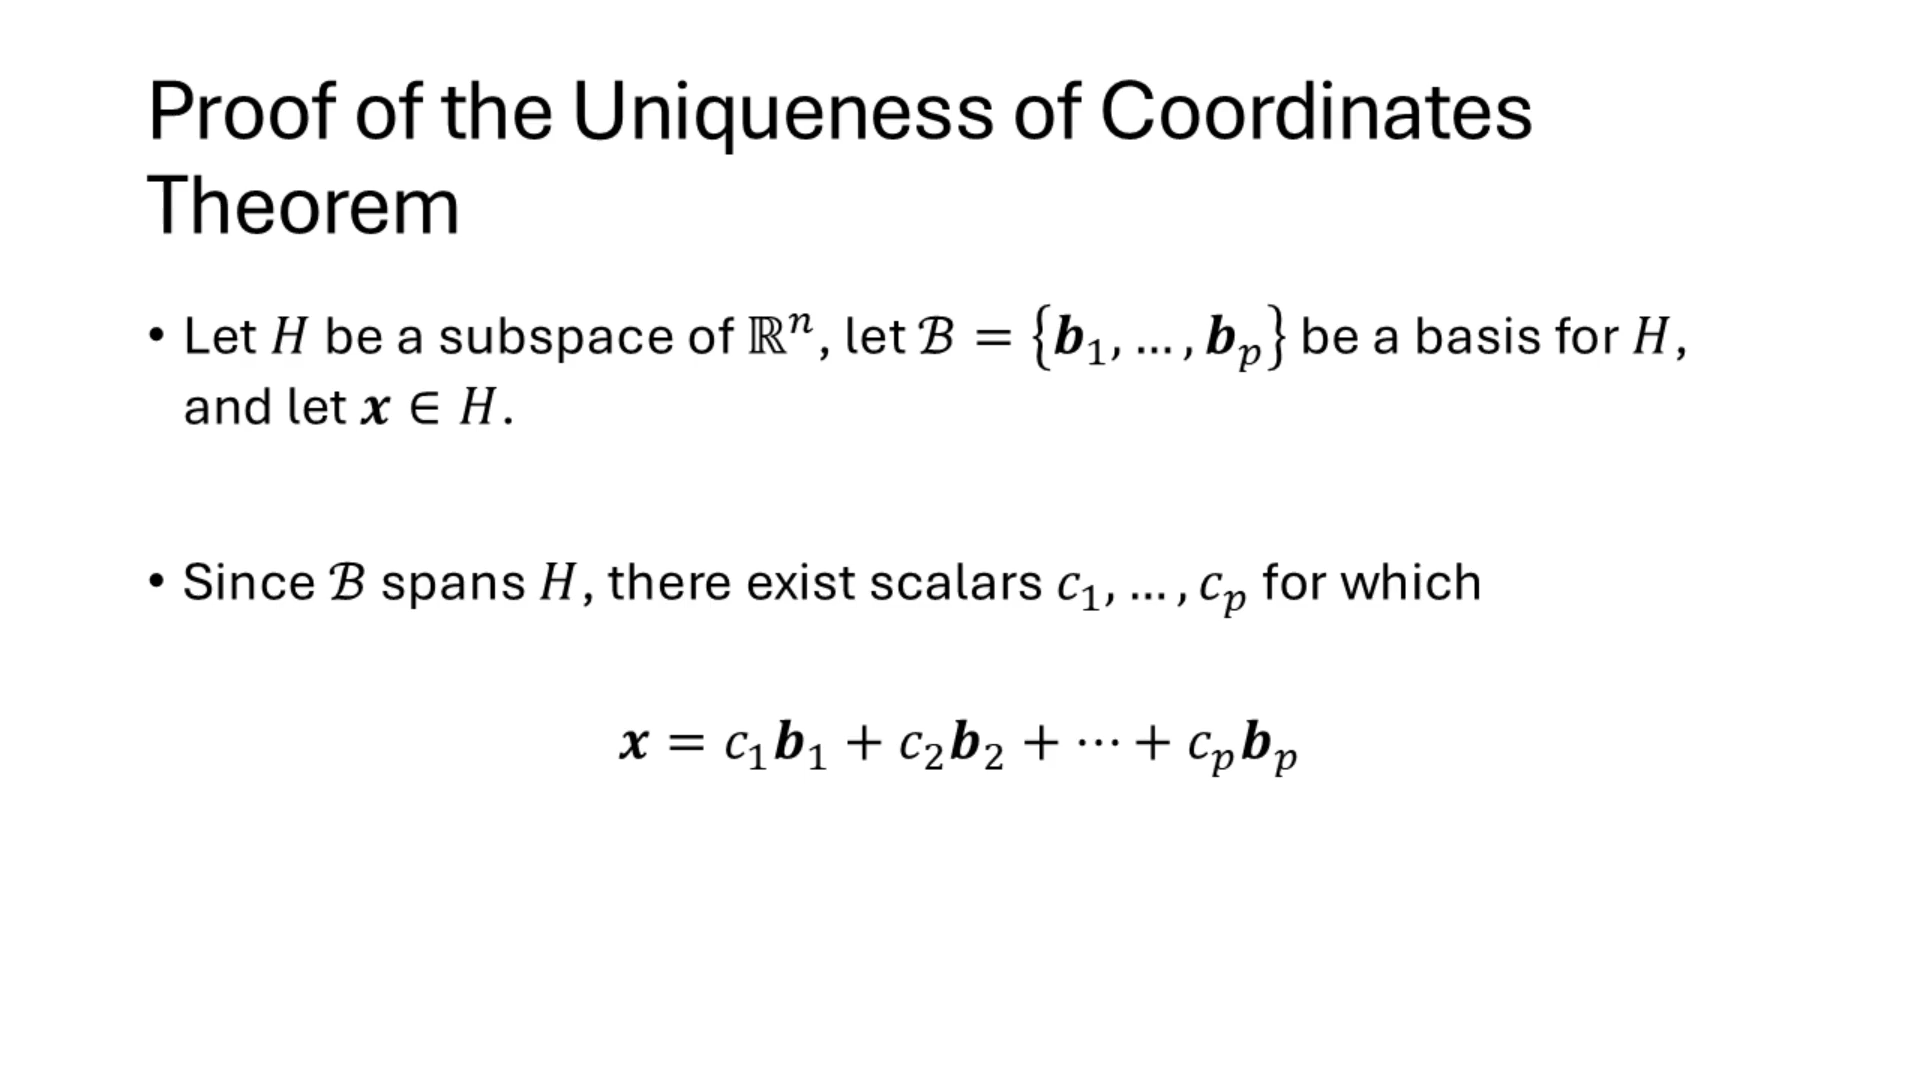 Proof of the Uniqueness of Coordinates
Theorem
• Let 𝐻 be a subspace of ℝⁿ, let ℬ = {𝒃₁, … , 𝒃ₚ} be a basis for 𝐻,
and let 𝒙 ∈ 𝐻.
• Since ℬ spans 𝐻, there exist scalars 𝑐₁, … , 𝑐ₚ for which
𝒙 = 𝑐₁𝒃₁ + 𝑐₂𝒃₂ + ⋯ + 𝑐ₚ𝒃ₚ